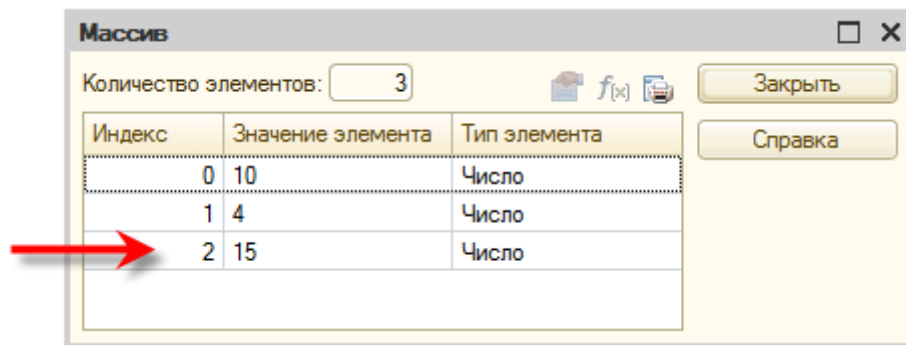 Массив
Количество элементов: 3
f(x)
Закрыть
Индекс Значение элемента Тип элемента
Справка
0 10 Число
1 4 Число
2 15 Число